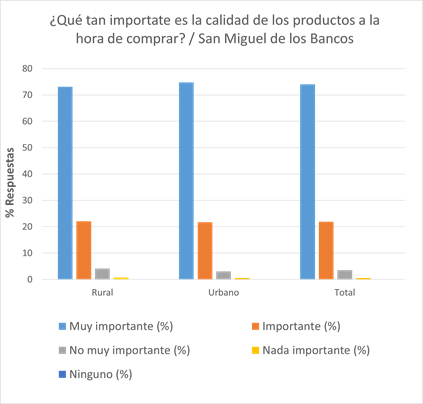 ¿Qué tan importate es la calidad de los productos a la
hora de comprar? / San Miguel de los Bancos
80
70
60
50
40
30
20
10
0
% Respuestas
Rural Urbano Total
Muy importante (%) Importante (%)
No muy importante (%) Nada importante (%)
Ninguno (%)